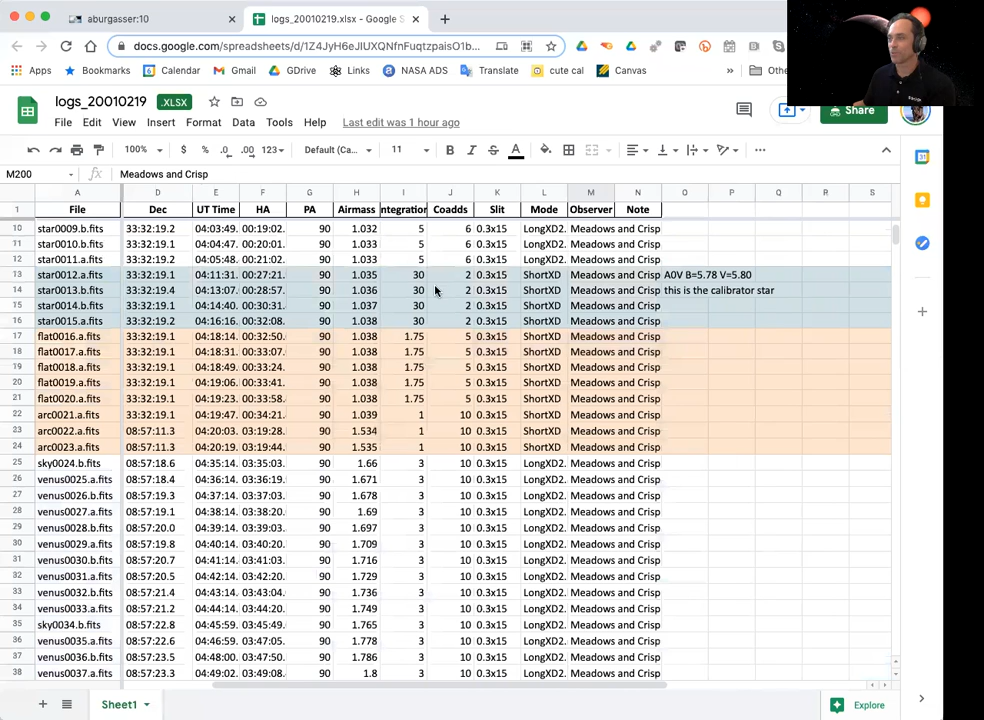 aburgasser:10
logs_20010219.xlsx - Google S
docs.google.com/spreadsheets/d/1Z4JyH6eJIUXQNfnFuqtzpaisO1b...
Apps Bookmarks Calendar Gmail GDrive Links NASA ADS Translate cute cal Canvas » Othe
logs_20010219 .XLSX
File Edit View Insert Format Data Tools Help Last edit was 1 hour ago
Share
100% $ % .0 .00 123 Default (Ca... 11 B I S A
M200 fx Meadows and Crisp
A D E F G H I J K L M N O P Q R S
1 File Dec UT Time HA PA Airmass ntegration Coadds Slit Mode Observer Note
10 star0009.b.fits 33:32:19.2 04:03:49. 00:19:02. 90 1.032 5 6 0.3x15 LongXD2. Meadows and Crisp
11 star0010.b.fits 33:32:19.1 04:04:47. 00:20:01. 90 1.033 5 6 0.3x15 LongXD2. Meadows and Crisp
12 star0011.a.fits 33:32:19.2 04:05:48. 00:21:02. 90 1.033 5 6 0.3x15 LongXD2. Meadows and Crisp
13 star0012.a.fits 33:32:19.1 04:11:31. 00:27:21. 90 1.035 30 2 0.3x15 ShortXD Meadows and Crisp A0V B=5.78 V=5.80
14 star0013.b.fits 33:32:19.4 04:13:07. 00:28:57. 90 1.036 30 2 0.3x15 ShortXD Meadows and Crisp this is the calibrator star
15 star0014.b.fits 33:32:19.1 04:14:40. 00:30:31. 90 1.037 30 2 0.3x15 ShortXD Meadows and Crisp
16 star0015.a.fits 33:32:19.2 04:16:16. 00:32:08. 90 1.038 30 2 0.3x15 ShortXD Meadows and Crisp
17 flat0016.a.fits 33:32:19.1 04:18:14. 00:32:50. 90 1.038 1.75 5 0.3x15 ShortXD Meadows and Crisp
18 flat0017.a.fits 33:32:19.1 04:18:31. 00:33:07. 90 1.038 1.75 5 0.3x15 ShortXD Meadows and Crisp
19 flat0018.a.fits 33:32:19.1 04:18:49. 00:33:24. 90 1.038 1.75 5 0.3x15 ShortXD Meadows and Crisp
20 flat0019.a.fits 33:32:19.1 04:19:06. 00:33:41. 90 1.038 1.75 5 0.3x15 ShortXD Meadows and Crisp
21 flat0020.a.fits 33:32:19.1 04:19:23. 00:33:58. 90 1.038 1.75 5 0.3x15 ShortXD Meadows and Crisp
22 arc0021.a.fits 33:32:19.1 04:19:47. 00:34:21. 90 1.039 1 10 0.3x15 ShortXD Meadows and Crisp
23 arc0022.a.fits 08:57:11.3 04:20:03. 03:19:28. 90 1.534 1 10 0.3x15 ShortXD Meadows and Crisp
24 arc0023.a.fits 08:57:11.3 04:20:19. 03:19:44. 90 1.535 1 10 0.3x15 ShortXD Meadows and Crisp
25 sky0024.b.fits 08:57:18.6 04:35:14. 03:35:03. 90 1.66 3 10 0.3x15 LongXD2. Meadows and Crisp
26 venus0025.a.fits 08:57:18.4 04:36:14. 03:36:19. 90 1.671 3 10 0.3x15 LongXD2. Meadows and Crisp
27 venus0026.b.fits 08:57:19.3 04:37:14. 03:37:03. 90 1.678 3 10 0.3x15 LongXD2. Meadows and Crisp
28 venus0027.a.fits 08:57:19.1 04:38:14. 03:38:20. 90 1.69 3 10 0.3x15 LongXD2. Meadows and Crisp
29 venus0028.b.fits 08:57:20.0 04:39:14. 03:39:03. 90 1.697 3 10 0.3x15 LongXD2. Meadows and Crisp
30 venus0029.a.fits 08:57:19.8 04:40:14. 03:40:20. 90 1.709 3 10 0.3x15 LongXD2. Meadows and Crisp
31 venus0030.b.fits 08:57:20.7 04:41:14. 03:41:03. 90 1.716 3 10 0.3x15 LongXD2. Meadows and Crisp
32 venus0031.a.fits 08:57:20.5 04:42:14. 03:42:20. 90 1.729 3 10 0.3x15 LongXD2. Meadows and Crisp
33 venus0032.b.fits 08:57:21.4 04:43:14. 03:43:04. 90 1.736 3 10 0.3x15 LongXD2. Meadows and Crisp
34 venus0033.a.fits 08:57:21.2 04:44:14. 03:44:20. 90 1.749 3 10 0.3x15 LongXD2. Meadows and Crisp
35 sky0034.b.fits 08:57:22.8 04:45:59. 03:45:49. 90 1.765 3 10 0.3x15 LongXD2. Meadows and Crisp
36 venus0035.a.fits 08:57:22.6 04:46:59. 03:47:05. 90 1.778 3 10 0.3x15 LongXD2. Meadows and Crisp
37 venus0036.b.fits 08:57:23.5 04:48:00. 03:47:50. 90 1.786 3 10 0.3x15 LongXD2. Meadows and Crisp
38 venus0037.a.fits 08:57:23.3 04:49:02. 03:49:08. 90 1.8 3 10 0.3x15 LongXD2. Meadows and Crisp
Sheet1 Explore